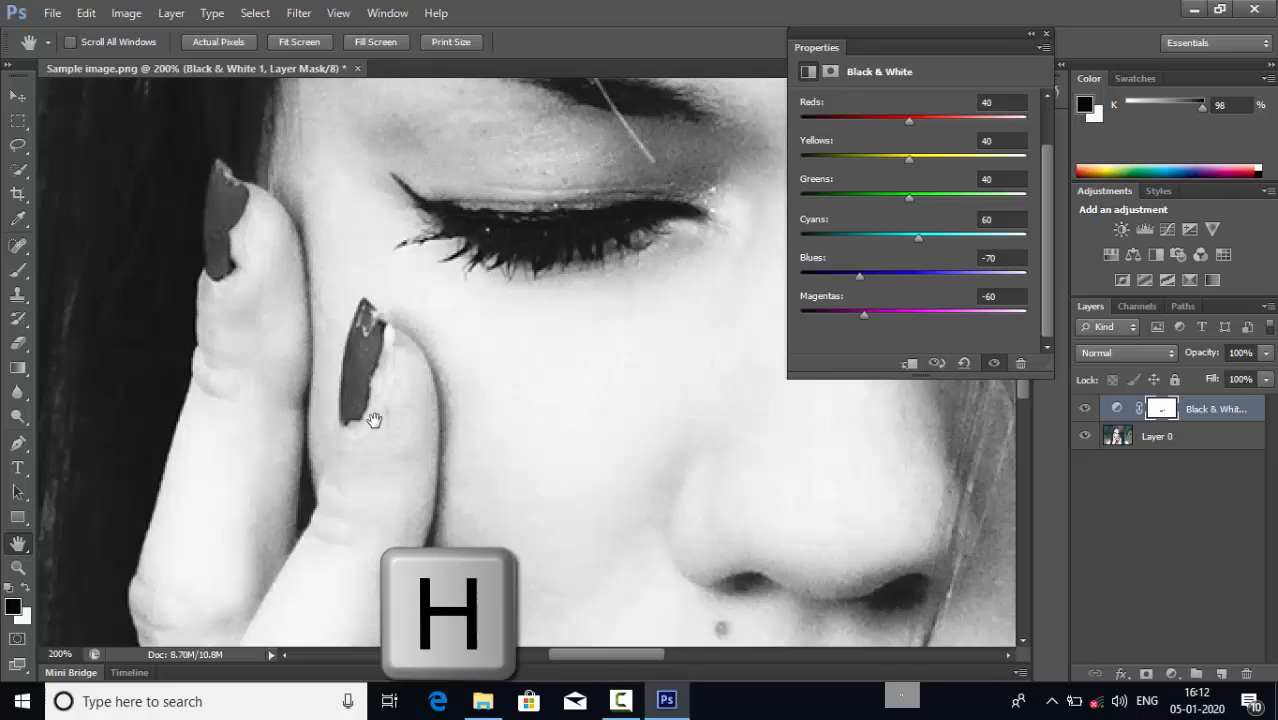 Ps File Edit Image Layer Type Select Filter View Window Help
Scroll All Windows Actual Pixels Fit Screen Fill Screen Print Size
Essentials
Sample image.png @ 200% (Black & White 1, Layer Mask/8) *
Properties
Black & White
Reds: 40
Yellows: 40
Greens: 40
Cyans: 60
Blues: -70
Magentas: -60
Color Swatches
K 98 %
Adjustments Styles
Add an adjustment
Layers Channels Paths
Kind
Normal Opacity: 100%
Lock: Fill: 100%
Black & Whit...
Layer 0
H
200% Doc: 8.70M/10.8M
Mini Bridge Timeline
Type here to search
Ps
ENG
16:12
05-01-2020
10